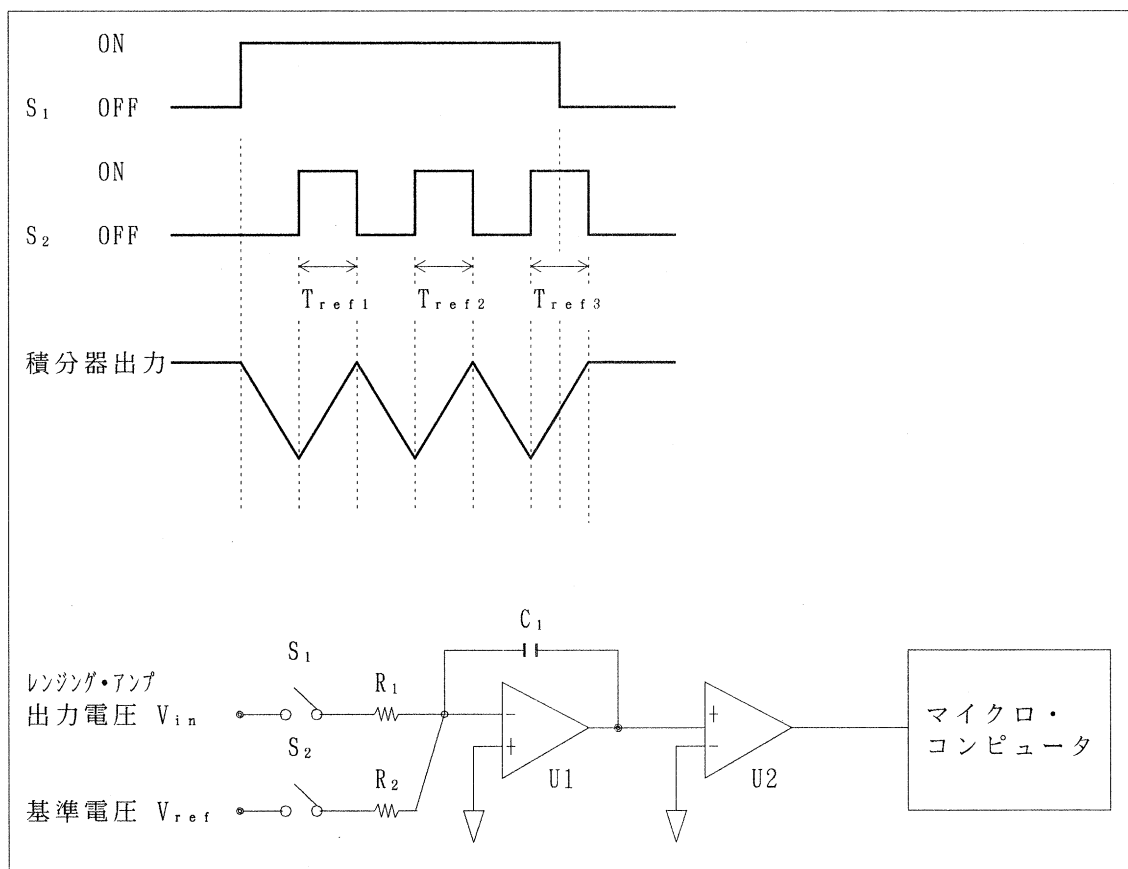 ON
S₁ OFF
ON
S₂ OFF
Tref1 Tref2 Tref3
積分器出力
C₁
S₁
R₁
レンジング・アンプ
出力電圧 Vin
S₂
R₂
基準電圧 Vref
−
+
U1
+
−
U2
マイクロ・
コンピュータ